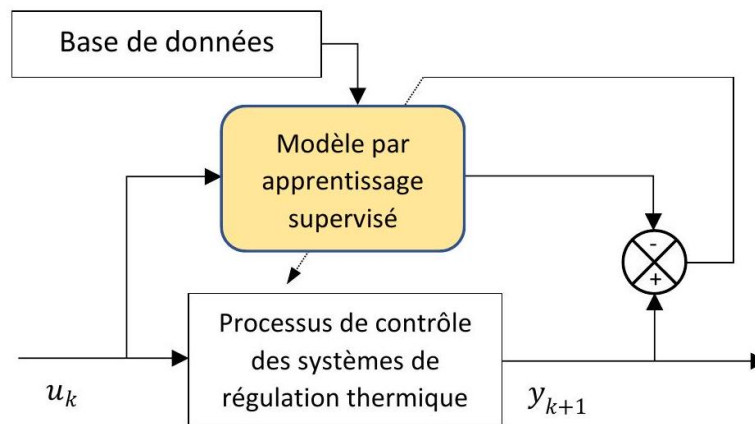 Base de données
Modèle par
apprentissage
supervisé
-
+
Processus de contrôle
des systèmes de
régulation thermique
u_k
y_{k+1}